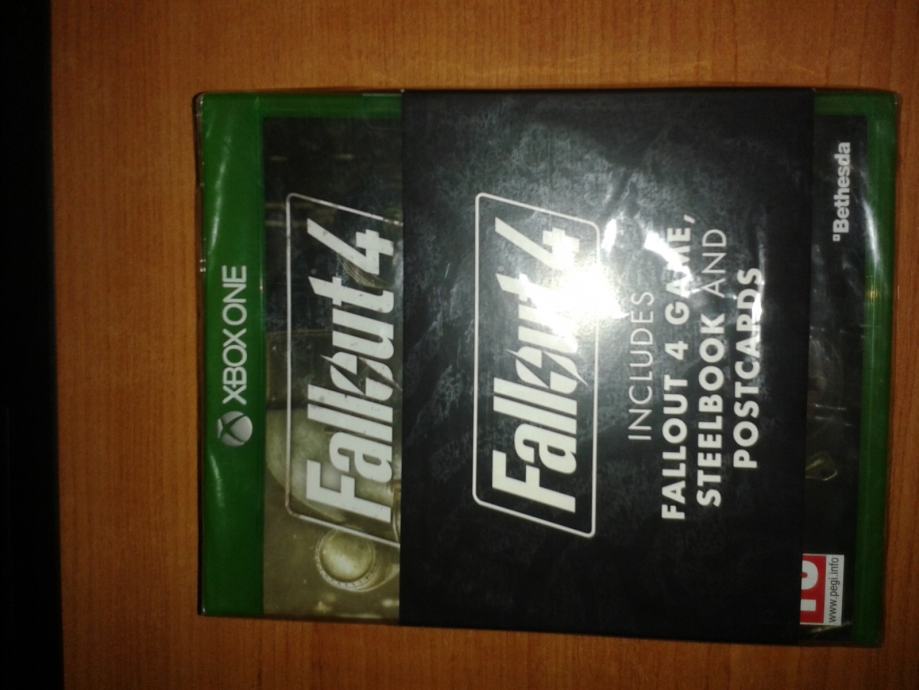 XBOX ONE
Fallout 4
Fallout 4
INCLUDES
FALLOUT 4 GAME,
STEELBOOK AND
POSTCARDS
Bethesda
www.pegi.info